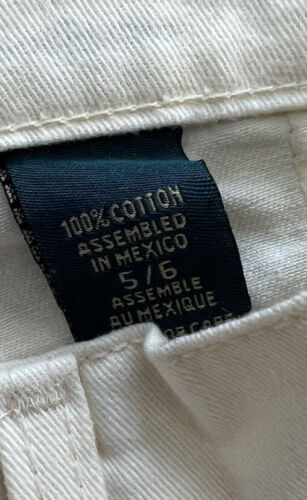 100% COTTON
ASSEMBLED
IN MEXICO
5/6
ASSEMBLE
AU MEXIQUE